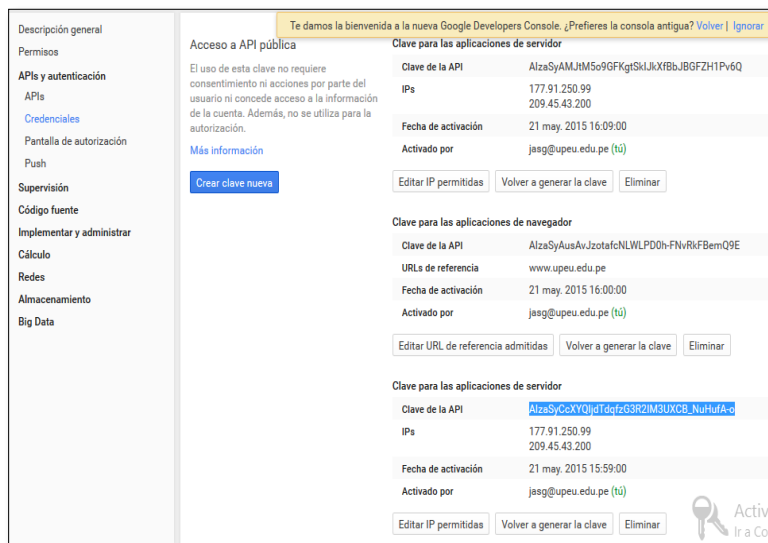 Te damos la bienvenida a la nueva Google Developers Console. ¿Prefieres la consola antigua? Volver | Ignorar
Descripción general
Permisos
APIs y autenticación
APIs
Credenciales
Pantalla de autorización
Push
Supervisión
Código fuente
Implementar y administrar
Cálculo
Redes
Almacenamiento
Big Data
Acceso a API pública
El uso de esta clave no requiere
consentimiento ni acciones por parte del
usuario ni concede acceso a la información
de la cuenta. Además, no se utiliza para la
autorización.
Más información
Crear clave nueva
Clave para las aplicaciones de servidor
Clave de la API AIzaSyAMJtM5o9GFKgtSkIJkXfBbJBGFZH1Pv6Q
IPs 177.91.250.99
209.45.43.200
Fecha de activación 21 may. 2015 16:09:00
Activado por jasg@upeu.edu.pe (tú)
Editar IP permitidas Volver a generar la clave Eliminar
Clave para las aplicaciones de navegador
Clave de la API AIzaSyAusAvJzotafcNLWLPD0h-FNvRkFBemQ9E
URLs de referencia www.upeu.edu.pe
Fecha de activación 21 may. 2015 16:00:00
Activado por jasg@upeu.edu.pe (tú)
Editar URL de referencia admitidas Volver a generar la clave Eliminar
Clave para las aplicaciones de servidor
Clave de la API AIzaSyCcXYQIjdTdqfzG3R2IM3UXCB_NuHufA-o
IPs 177.91.250.99
209.45.43.200
Fecha de activación 21 may. 2015 15:59:00
Activado por jasg@upeu.edu.pe (tú)
Editar IP permitidas Volver a generar la clave Eliminar
Activ
Ir a Co